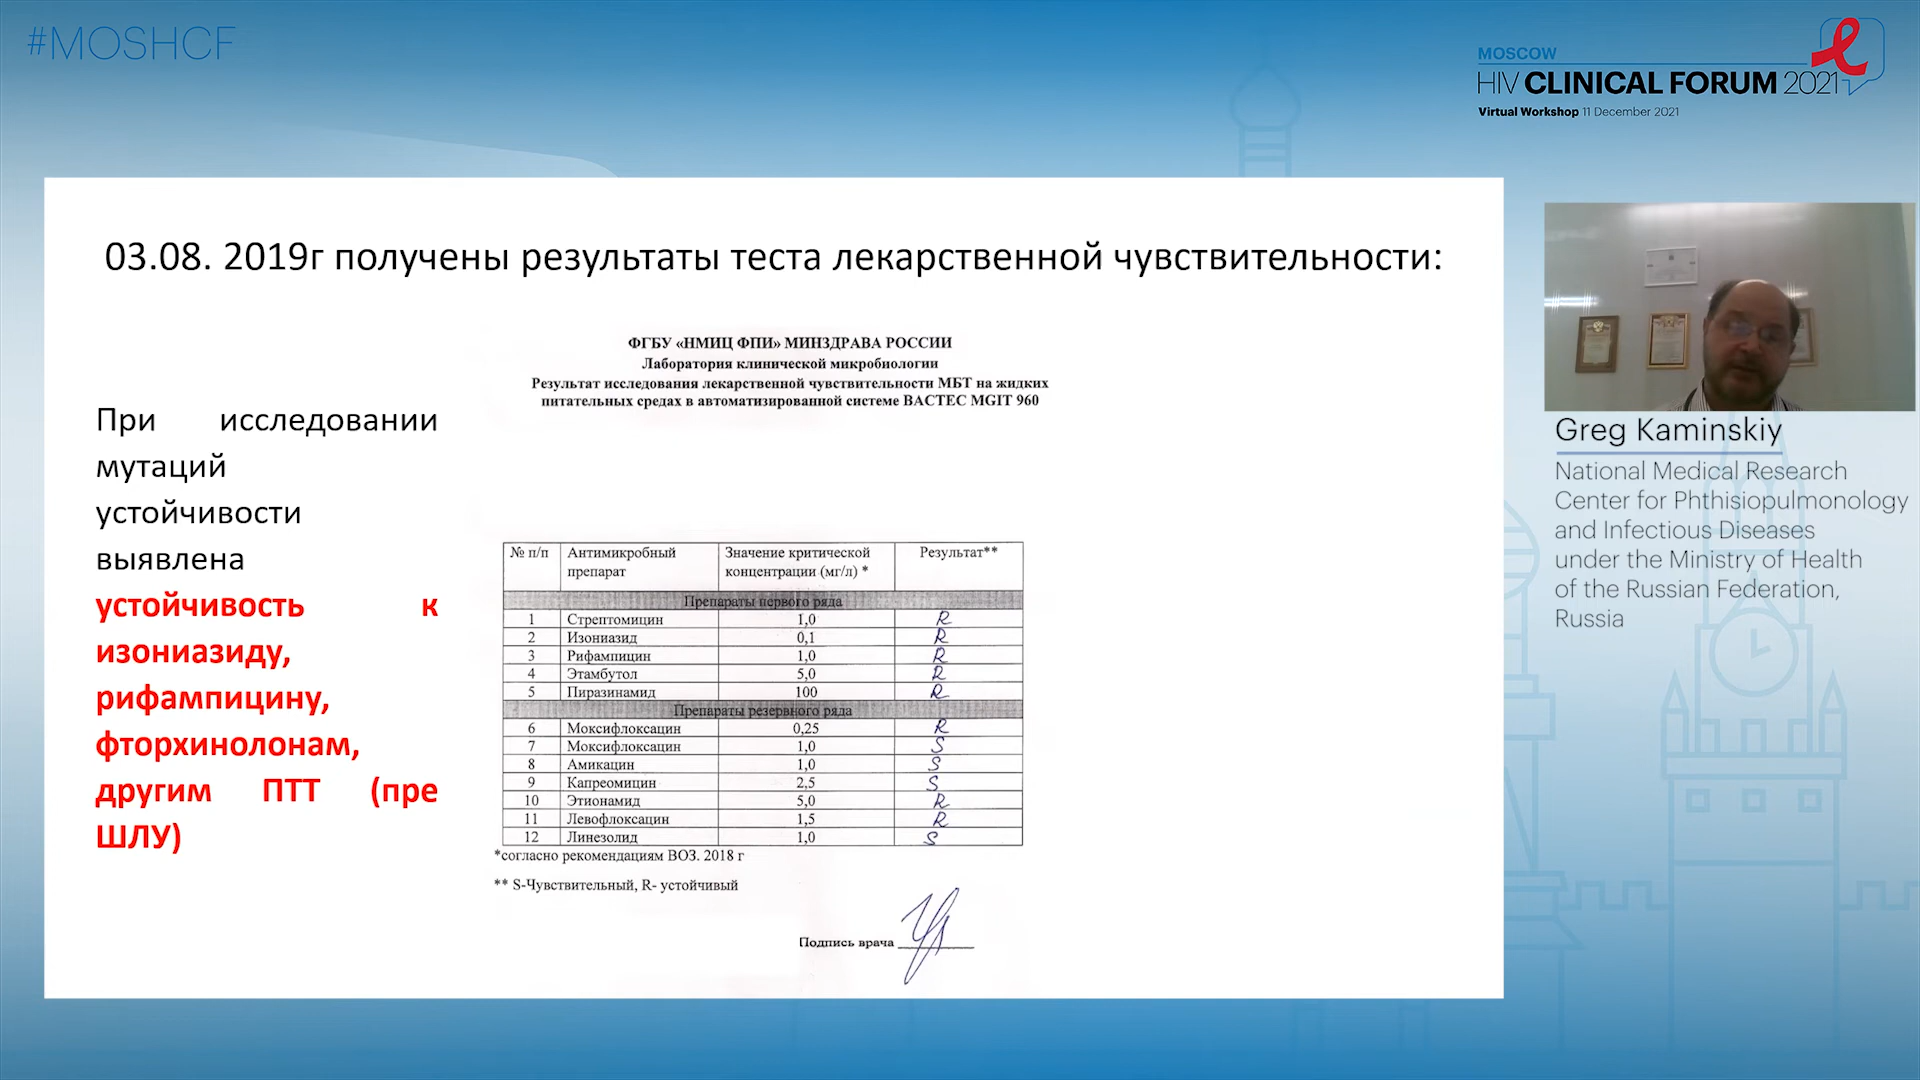 #MOSHCF
MOSCOW
HIV CLINICAL FORUM 2021
Virtual Workshop 11 December 2021
03.08. 2019г получены результаты теста лекарственной чувствительности:
При исследовании
мутаций
устойчивости
выявлена
устойчивость к
изониазиду,
рифампицину,
фторхинолонам,
другим ПТТ (пре
ШЛУ)
ФГБУ «НМИЦ ФПИ» МИНЗДРАВА РОССИИ
Лаборатория клинической микробиологии
Результат исследования лекарственной чувствительности МБТ на жидких
питательных средах в автоматизированной системе BACTEC MGIT 960
№ п/п Антимикробный препарат Значение критической концентрации (мг/л) * Результат**
Препараты первого ряда
1 Стрептомицин 1,0 R
2 Изониазид 0,1 R
3 Рифампицин 1,0 R
4 Этамбутол 5,0 R
5 Пиразинамид 100 R
Препараты резервного ряда
6 Моксифлоксацин 0,25 R
7 Моксифлоксацин 1,0 S
8 Амикацин 1,0 S
9 Капреомицин 2,5 S
10 Этионамид 5,0 R
11 Левофлоксацин 1,5 R
12 Линезолид 1,0 S
*согласно рекомендациям ВОЗ. 2018 г
** S-Чувствительный, R- устойчивый
Подпись врача
Greg Kaminskiy
National Medical Research
Center for Phthisiopulmonology
and Infectious Diseases
under the Ministry of Health
of the Russian Federation,
Russia